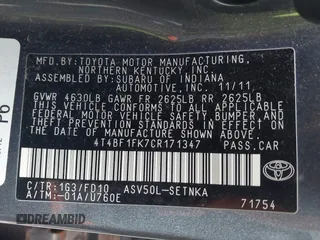 MFD. BY: TOYOTA MOTOR MANUFACTURING,
NORTHERN KENTUCKY, INC.
ASSEMBLED BY: SUBARU OF INDIANA
AUTOMOTIVE, INC. 11/11
GVWR 4630LB GAWR FR 2625LB RR 2625LB
THIS VEHICLE CONFORMS TO ALL APPLICABLE FEDERAL MOTOR VEHICLE SAFETY, BUMPER, AND THEFT PREVENTION STANDARDS IN EFFECT ON THE DATE OF MANUFACTURE SHOWN ABOVE.
4T4BF1FK7CR171347 PASS.CAR
C/TR: 1G3/FD10 ASV50L-SETNKA
A/TM: -01A/U760E
71754
TOYOTA
DREAMBID
P6